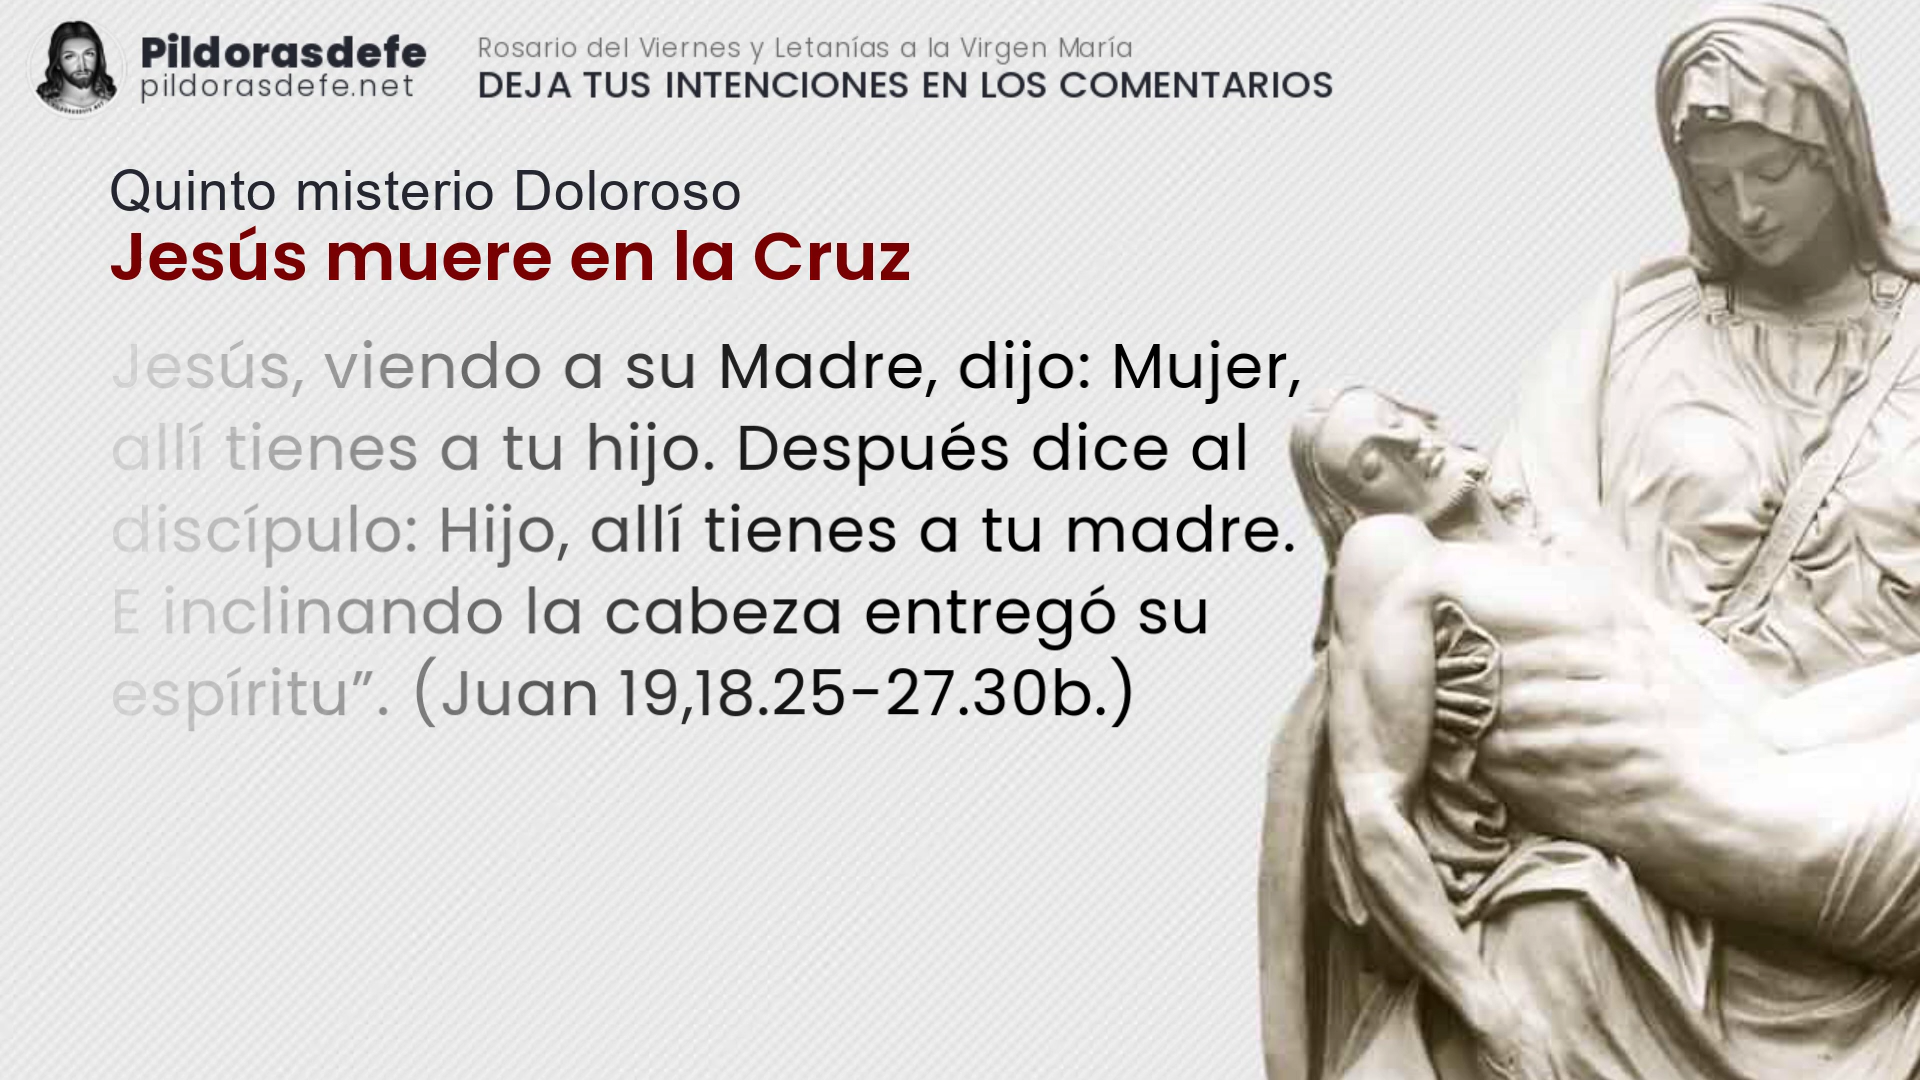 Pildorasdefe
pildorasdefe.net
Rosario del Viernes y Letanías a la Virgen María
DEJA TUS INTENCIONES EN LOS COMENTARIOS
Quinto misterio Doloroso
Jesús muere en la Cruz
Jesús, viendo a su Madre, dijo: Mujer,
allí tienes a tu hijo. Después dice al
discípulo: Hijo, allí tienes a tu madre.
E inclinando la cabeza entregó su
espíritu”. (Juan 19,18.25-27.30b.)